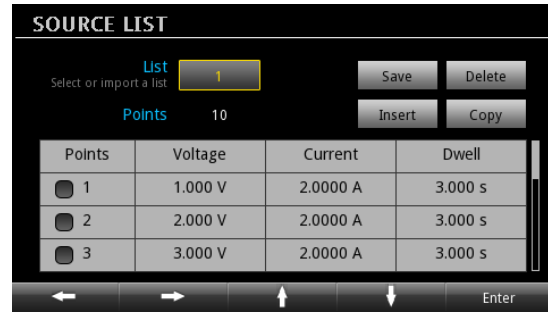 SOURCE LIST
List
Select or import a list
1
Save
Delete
Points
10
Insert
Copy
Points Voltage Current Dwell
1 1.000 V 2.0000 A 3.000 s
2 2.000 V 2.0000 A 3.000 s
3 3.000 V 2.0000 A 3.000 s
Enter